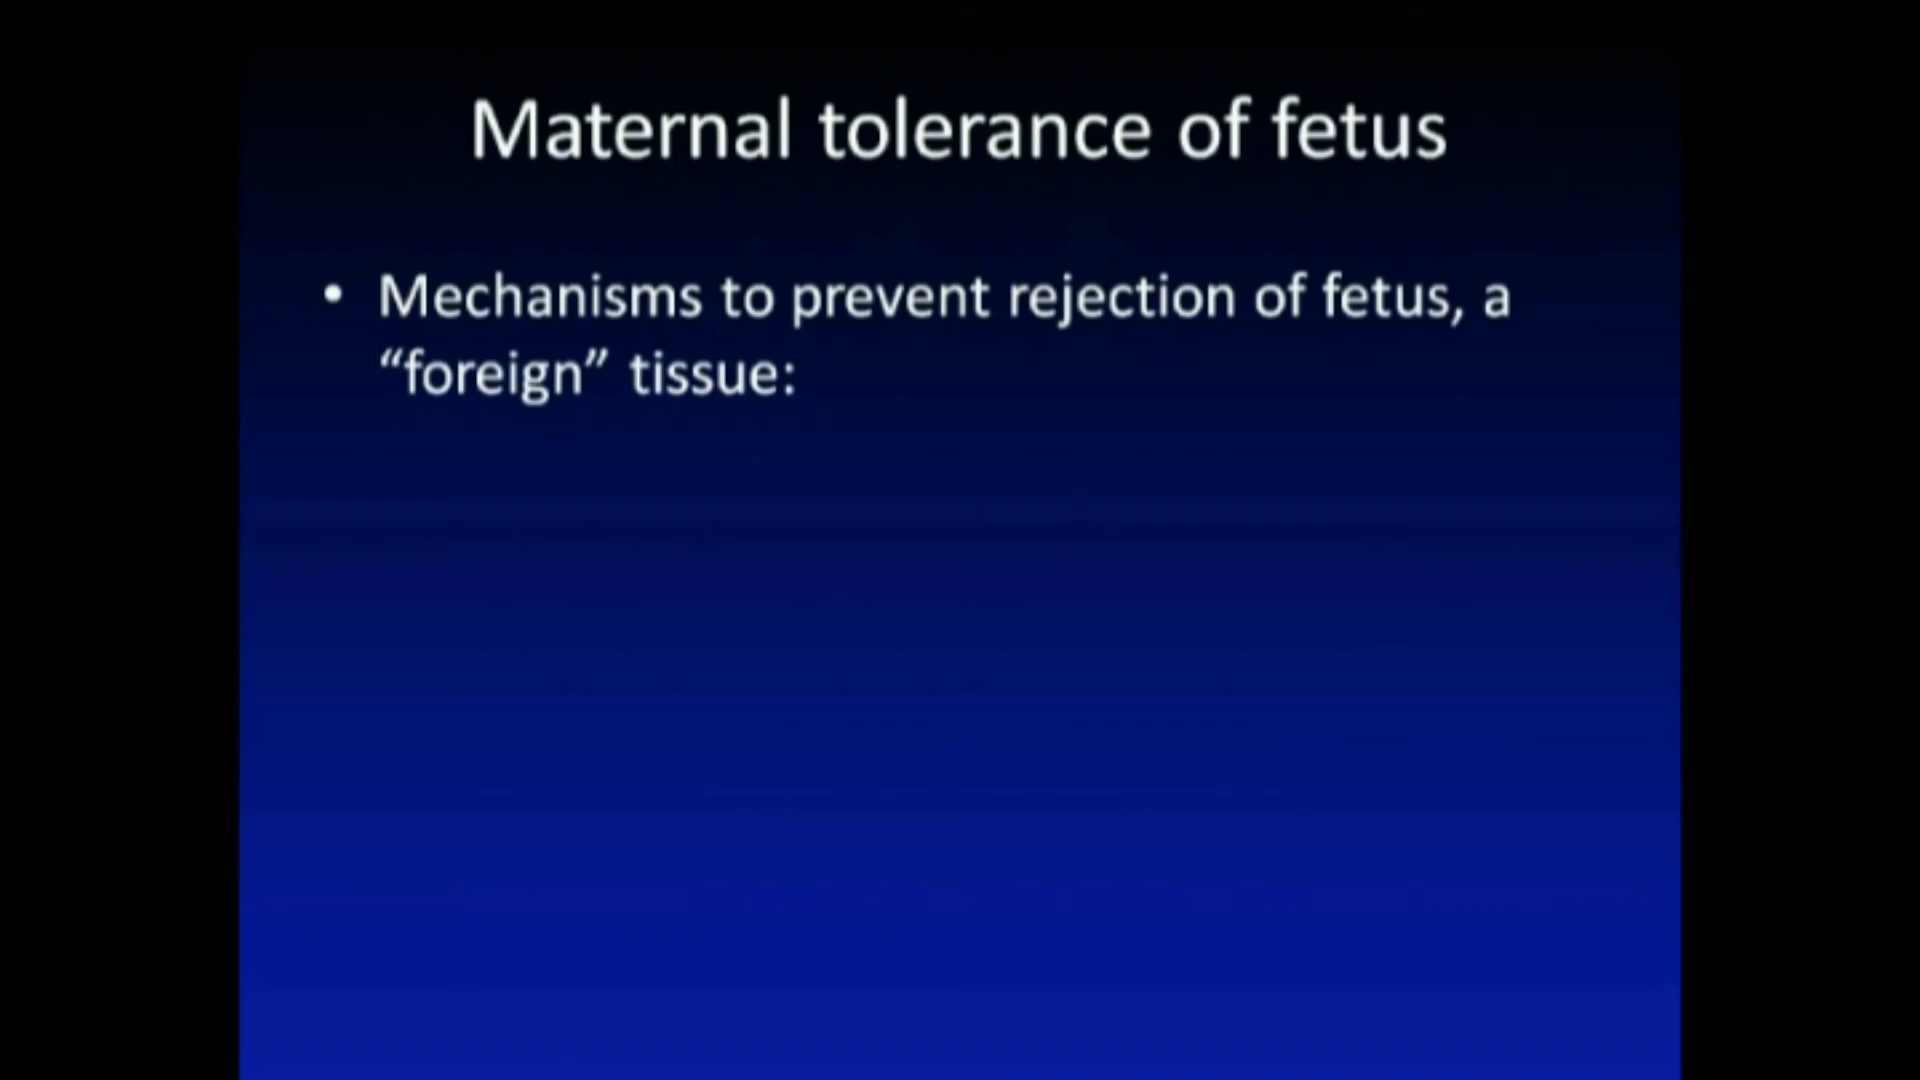 Maternal tolerance of fetus
• Mechanisms to prevent rejection of fetus, a
“foreign” tissue: